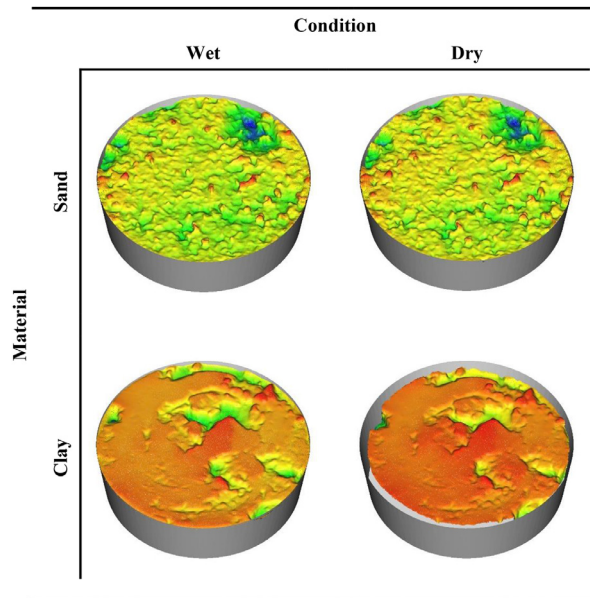 Condition
Wet
Dry
Sand
Material
Clay